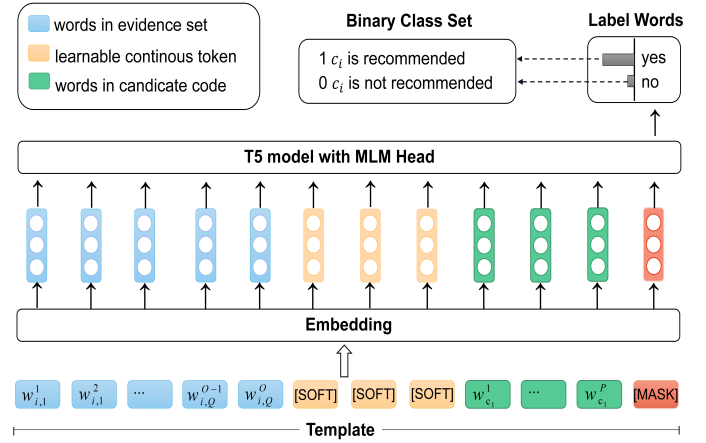 words in evidence set
learnable continous token
words in candicate code
Binary Class Set
1 c_i is recommended
0 c_i is not recommended
Label Words
yes
no
T5 model with MLM Head
Embedding
w_{i,1}^{1} w_{i,1}^{2} ... w_{i,Q}^{O-1} w_{i,Q}^{O} [SOFT] [SOFT] [SOFT] w_{c_1}^{1} ... w_{c_1}^{P} [MASK]
Template